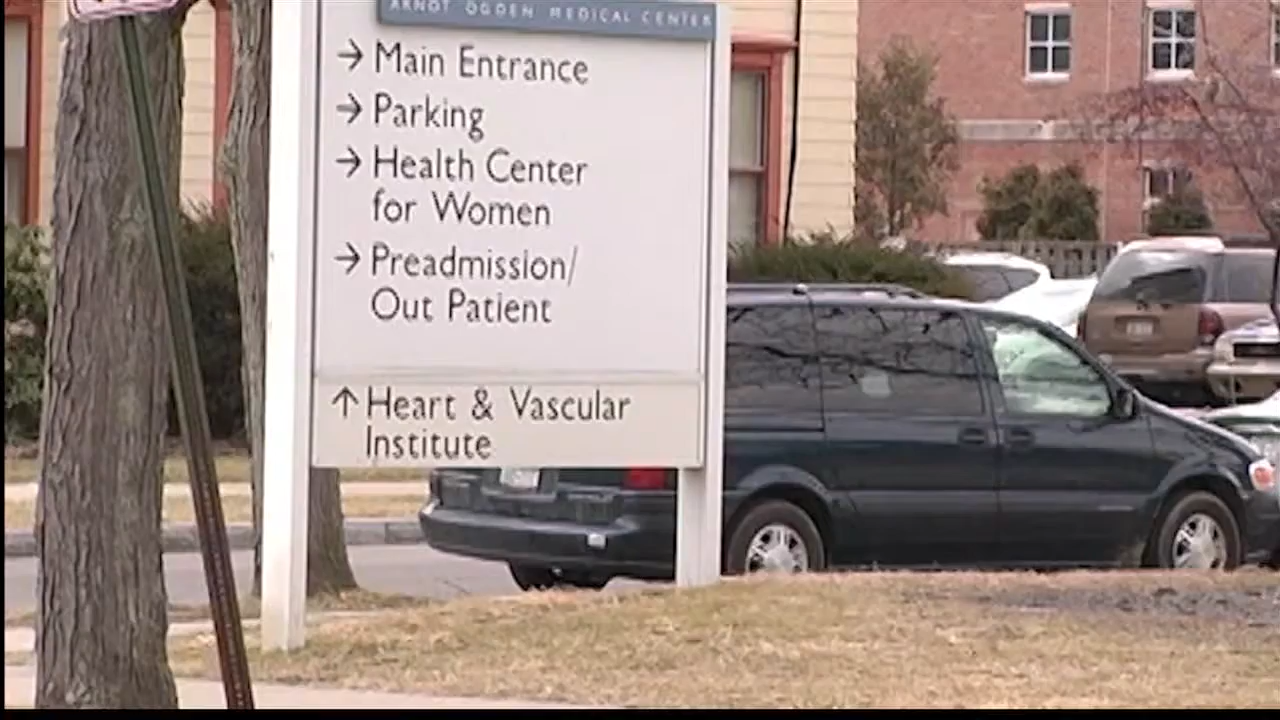 ARNOT OGDEN MEDICAL CENTER
→ Main Entrance
→ Parking
→ Health Center
for Women
→ Preadmission/
Out Patient
↑ Heart & Vascular
Institute